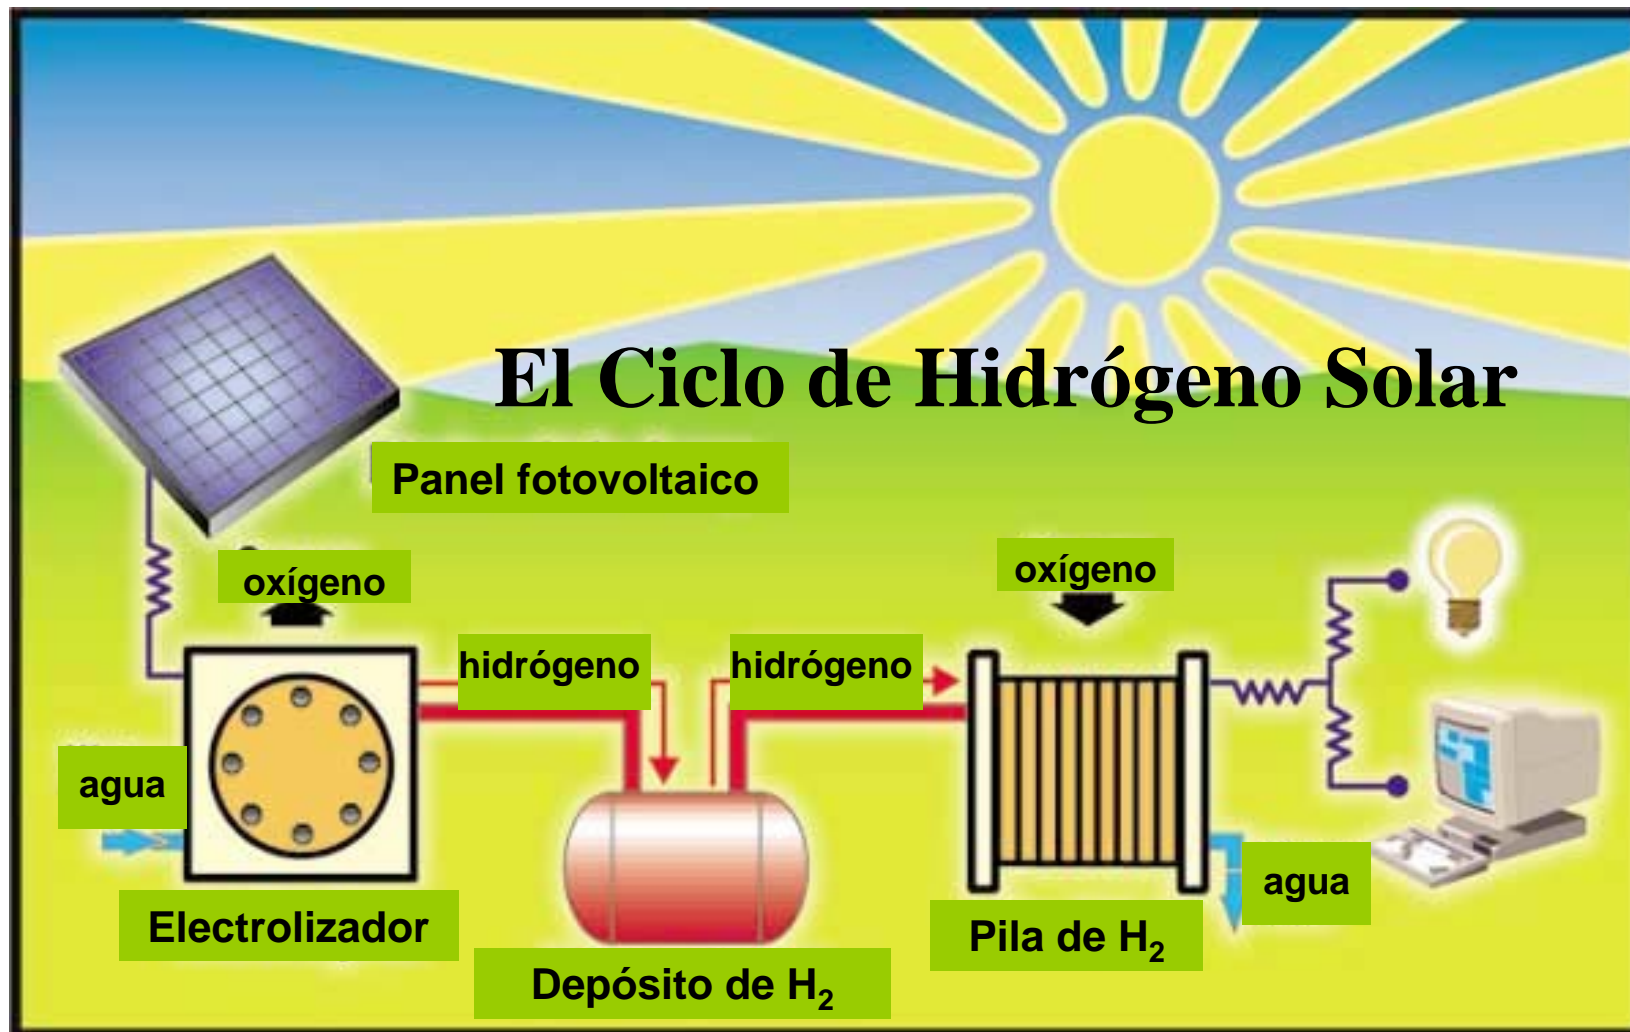 El Ciclo de Hidrógeno Solar
Panel fotovoltaico
oxígeno
oxígeno
hidrógeno
hidrógeno
agua
agua
Electrolizador
Pila de H₂
Depósito de H₂